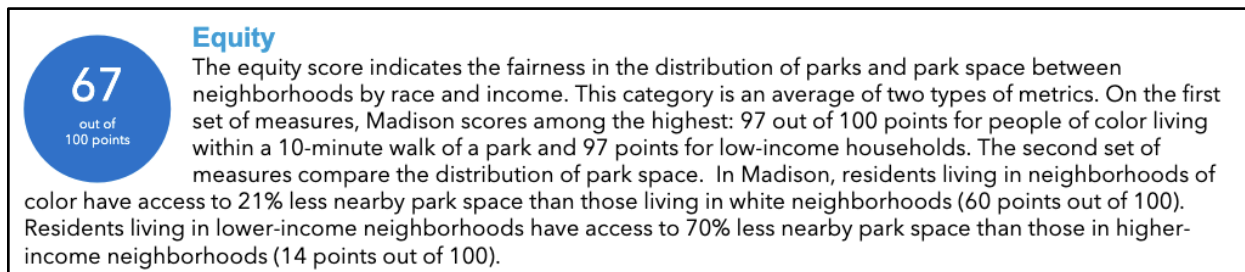 67
out of
100 points
Equity
The equity score indicates the fairness in the distribution of parks and park space between
neighborhoods by race and income. This category is an average of two types of metrics. On the first
set of measures, Madison scores among the highest: 97 out of 100 points for people of color living
within a 10-minute walk of a park and 97 points for low-income households. The second set of
measures compare the distribution of park space.  In Madison, residents living in neighborhoods of
color have access to 21% less nearby park space than those living in white neighborhoods (60 points out of 100).
Residents living in lower-income neighborhoods have access to 70% less nearby park space than those in higher-
income neighborhoods (14 points out of 100).